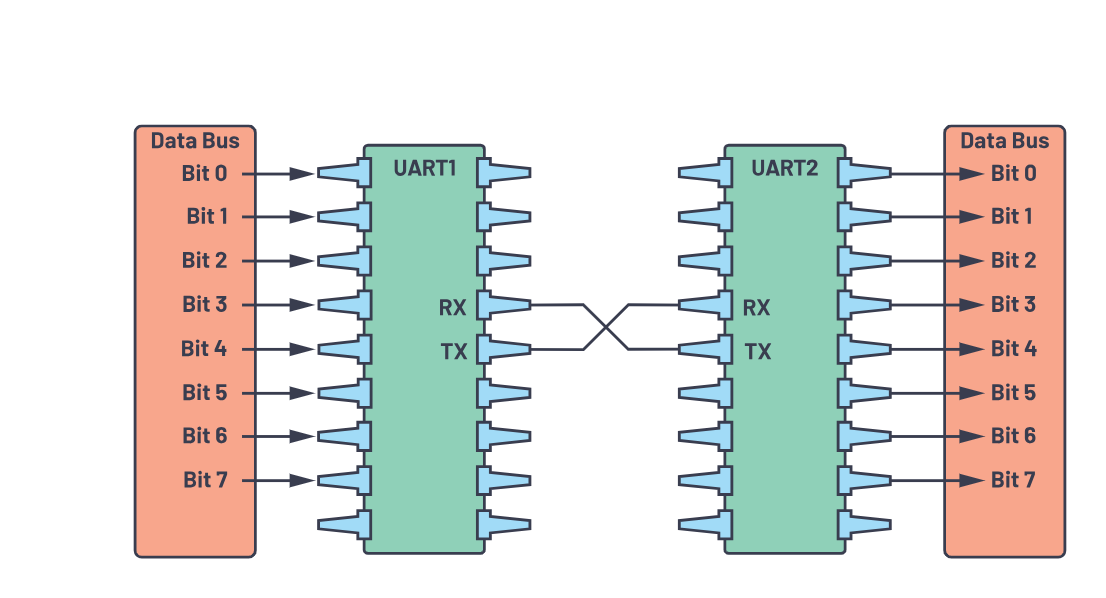 Data Bus
Bit 0
Bit 1
Bit 2
Bit 3
Bit 4
Bit 5
Bit 6
Bit 7
UART1
RX
TX
UART2
RX
TX
Data Bus
Bit 0
Bit 1
Bit 2
Bit 3
Bit 4
Bit 5
Bit 6
Bit 7